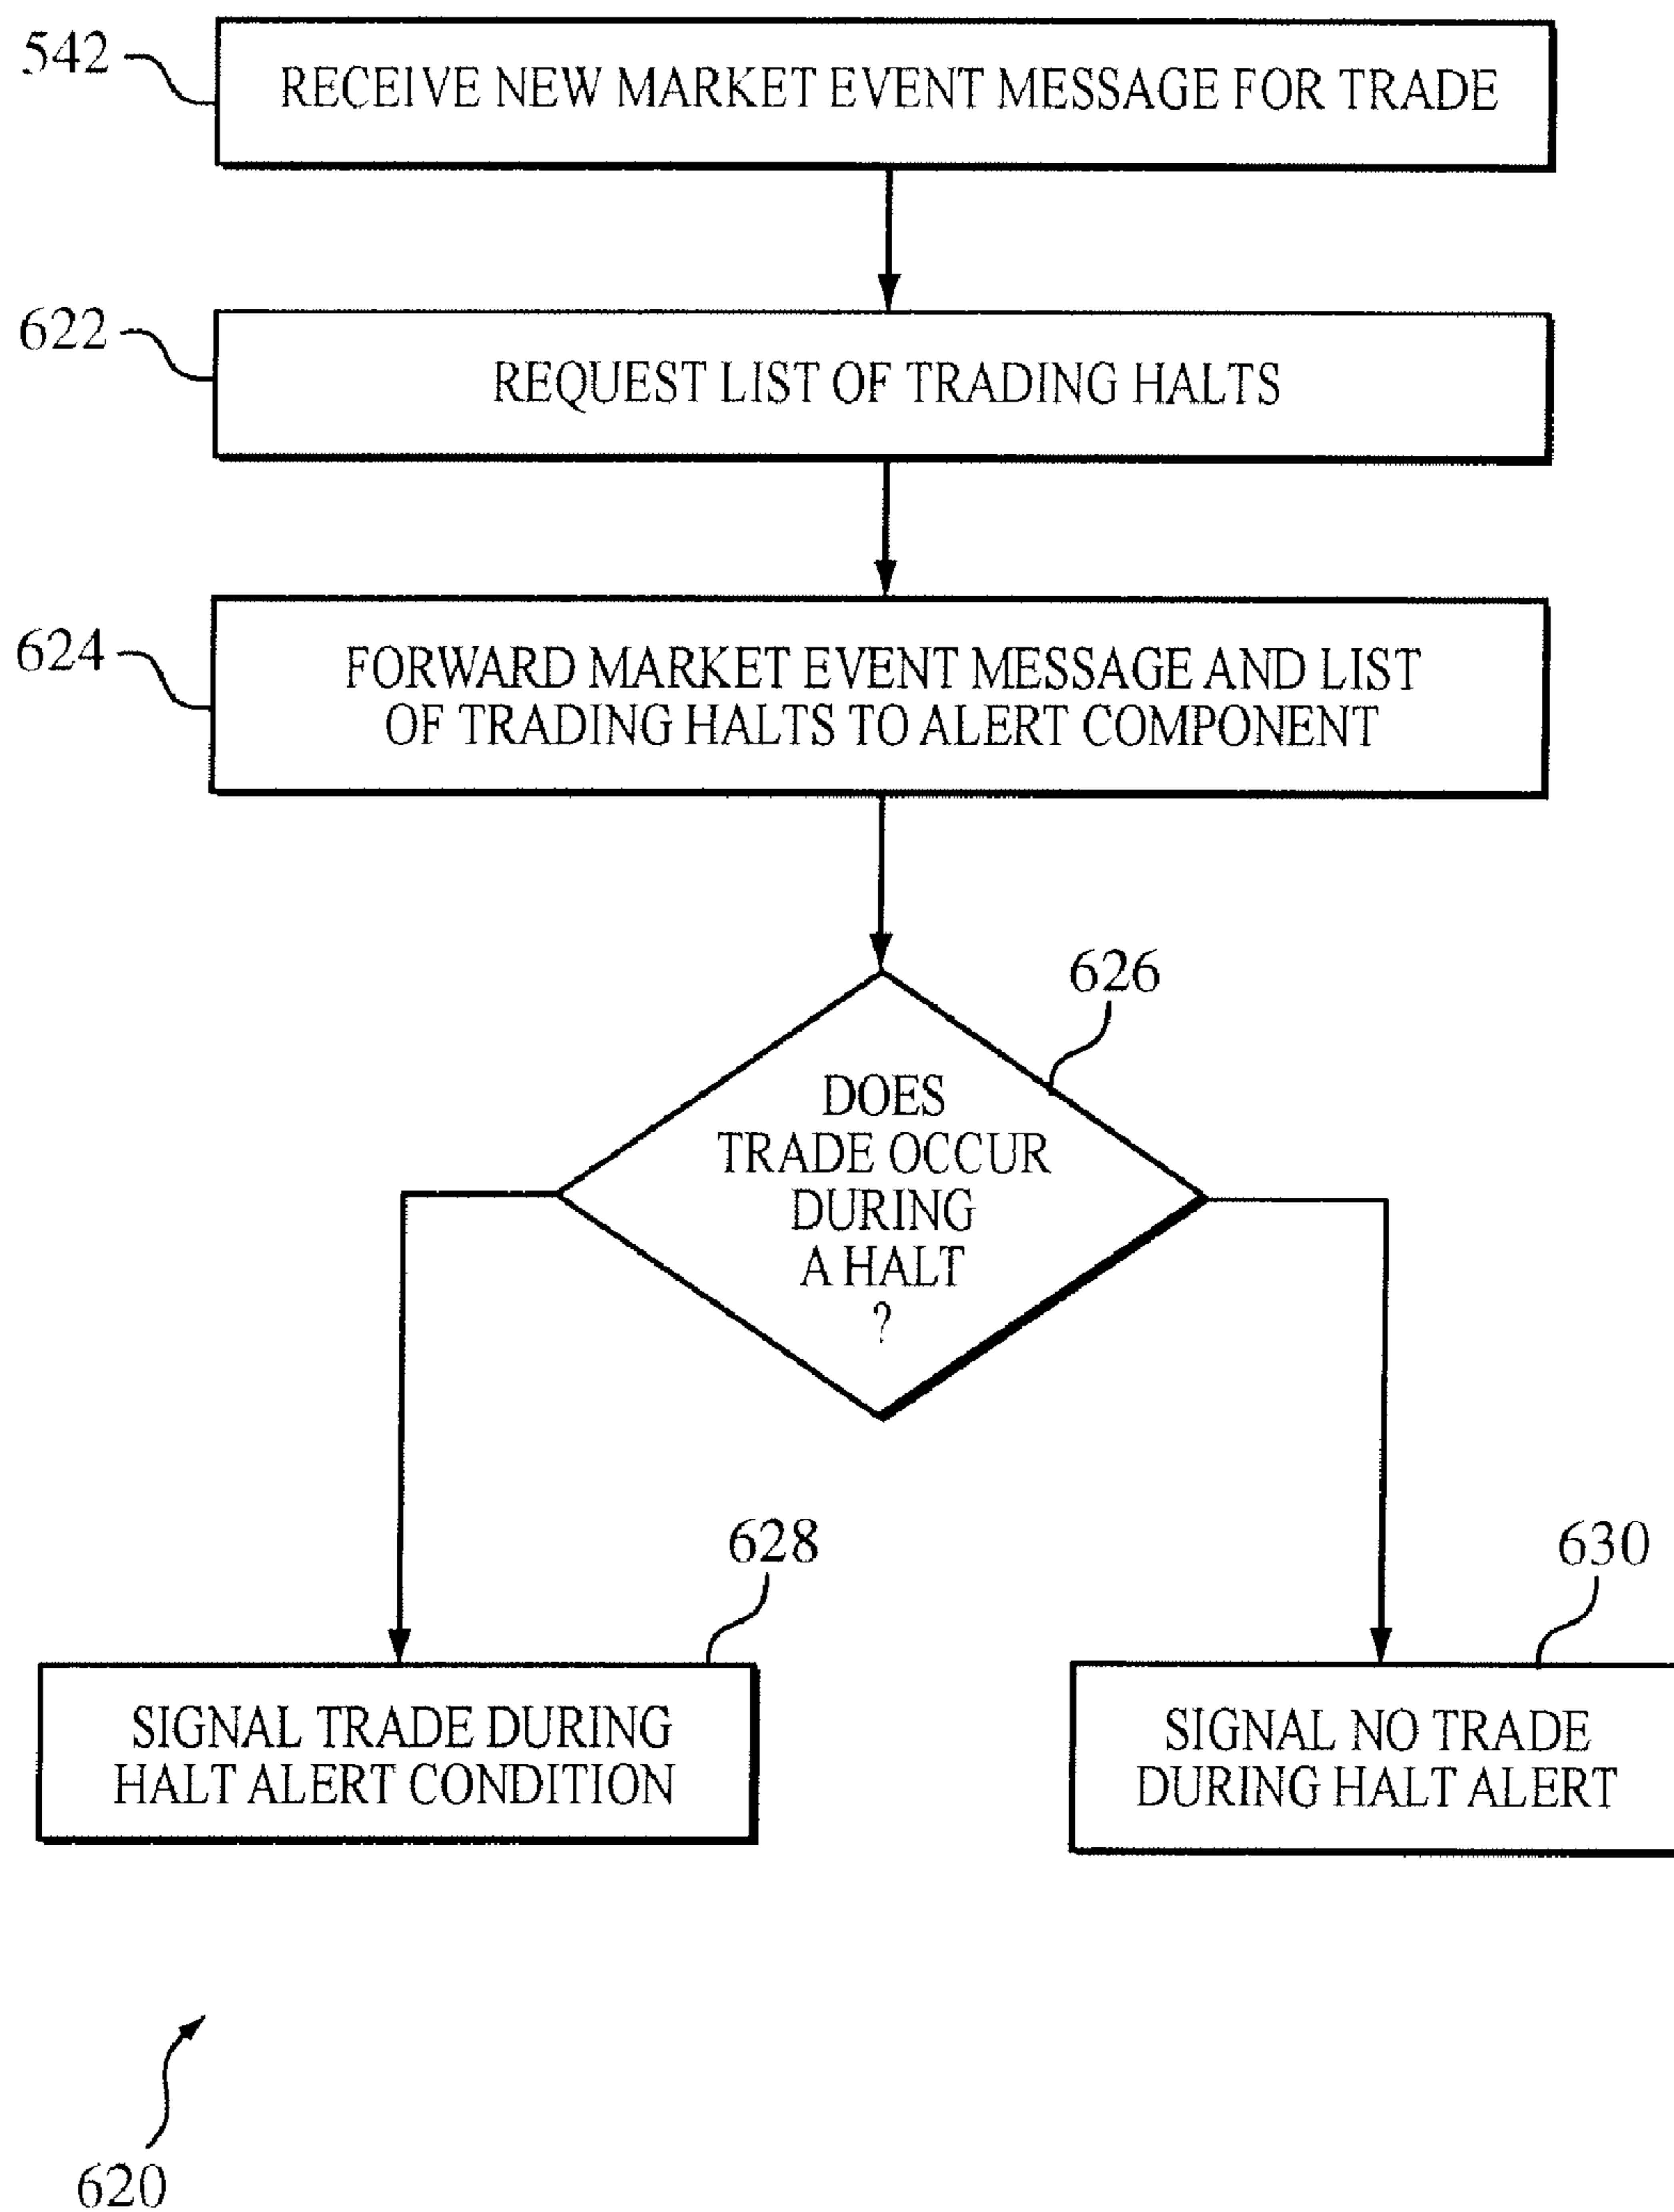 542
RECEIVE NEW MARKET EVENT MESSAGE FOR TRADE
622
REQUEST LIST OF TRADING HALTS
624
FORWARD MARKET EVENT MESSAGE AND LIST
OF TRADING HALTS TO ALERT COMPONENT
626
DOES
TRADE OCCUR
DURING
A HALT
?
628
SIGNAL TRADE DURING
HALT ALERT CONDITION
630
SIGNAL NO TRADE
DURING HALT ALERT
620